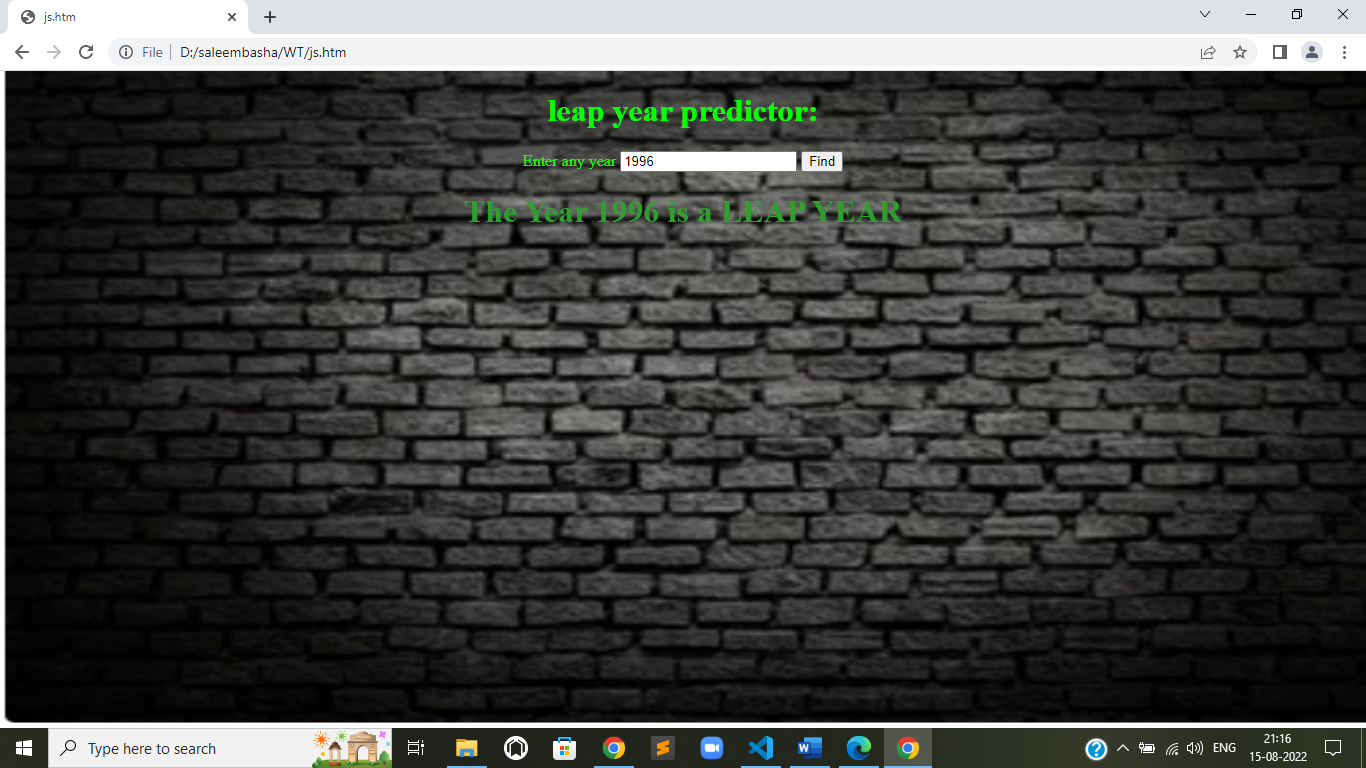 js.htm
File
D:/saleembasha/WT/js.htm
leap year predictor:
Enter any year 1996 Find
The Year 1996 is a LEAP YEAR
Type here to search
ENG
21:16
15-08-2022